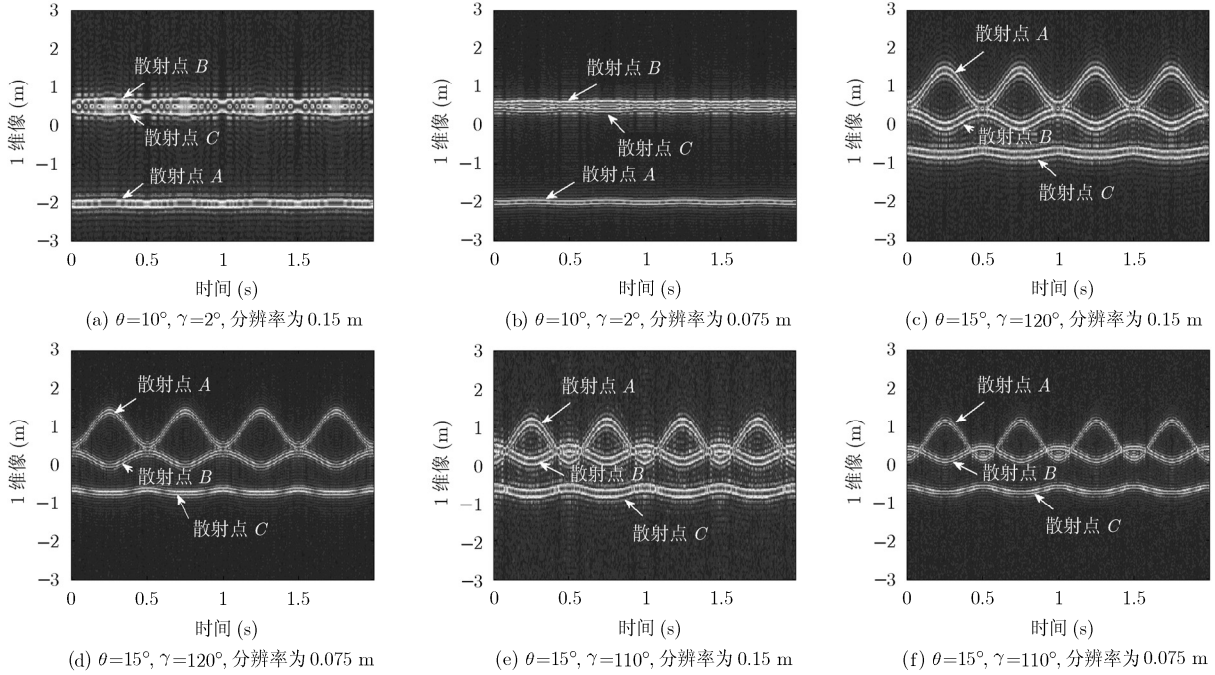 3
2
1
0
−1
−2
−3
1 维像 (m)
散射点 B
散射点 C
散射点 A
0
0.5
1
1.5
时间 (s)
(a) θ=10°, γ=2°, 分辨率为 0.15 m
3
2
1
0
−1
−2
−3
1 维像 (m)
散射点 B
散射点 C
散射点 A
0
0.5
1
1.5
时间 (s)
(b) θ=10°, γ=2°, 分辨率为 0.075 m
3
2
1
0
−1
−2
−3
1 维像 (m)
散射点 A
散射点 B
散射点 C
0
0.5
1
1.5
时间 (s)
(c) θ=15°, γ=120°, 分辨率为 0.15 m
3
2
1
0
−1
−2
−3
1 维像 (m)
散射点 A
散射点 B
散射点 C
0
0.5
1
1.5
时间 (s)
(d) θ=15°, γ=120°, 分辨率为 0.075 m
3
2
1
0
−1
−2
−3
1 维像 (m)
散射点 A
散射点 B
散射点 C
0
0.5
1
1.5
时间 (s)
(e) θ=15°, γ=110°, 分辨率为 0.15 m
3
2
1
0
−1
−2
−3
1 维像 (m)
散射点 A
散射点 B
散射点 C
0
0.5
1
1.5
时间 (s)
(f) θ=15°, γ=110°, 分辨率为 0.075 m